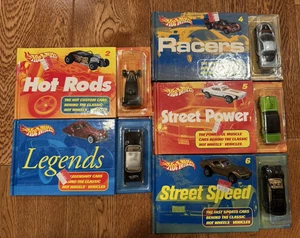 HOT WHEELS
2
Hot Rods
THE HOT CUSTOM CARS
BEHIND THE CLASSIC
HOT WHEELS VEHICLES
HOT WHEELS
Legends
LEGENDARY CARS
HOT WHEELS VEHICLES
HOT WHEELS
4
Racers
HOT WHEELS
5
Street Power
THE POWERFUL MUSCLE
CARS BEHIND THE CLASSIC
HOT WHEELS VEHICLES
HOT WHEELS
6
Street Speed
THE FAST SPORTS CARS
BEHIND THE CLASSIC
HOT WHEELS VEHICLES